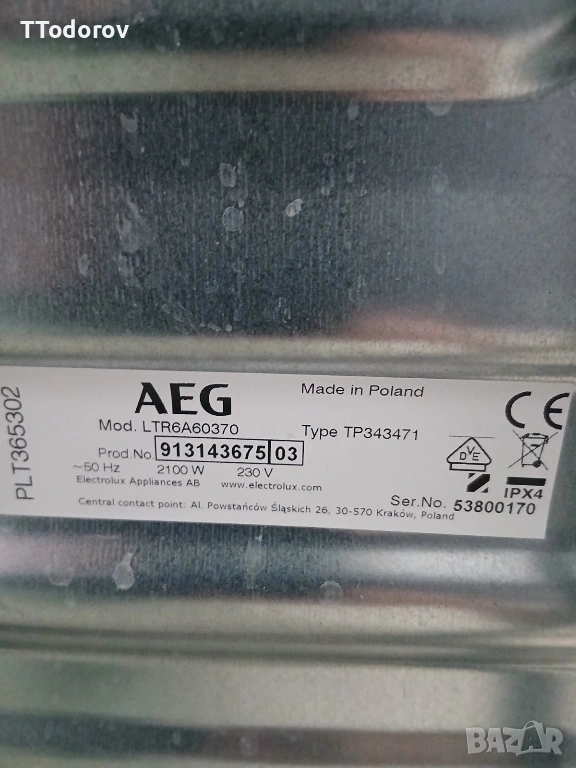 TTodorov
AEG
Made in Poland
Mod. LTR6A60370
Type TP343471
Prod No. 913143675 03
~50 Hz 2100 W 230 V
Electrolux Appliances AB www.electrolux.com
DVE
IPX4
Ser.No. 53800170
Central contact point: Al. Powstańców Śląskich 26, 30-570 Kraków, Poland
CE
PLT365302
BAZAR